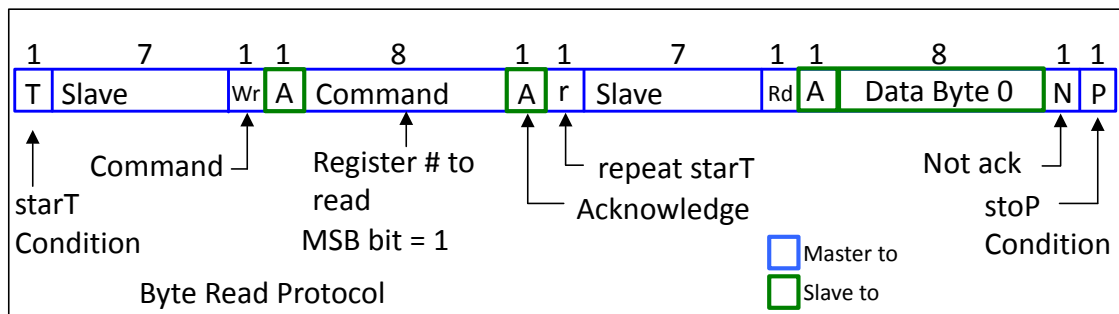 1 7 1 1 8 1 1 7 1 1 8 1 1
T Slave Wr A Command A r Slave Rd A Data Byte 0 N P
Command
Register # to
read
MSB bit = 1
repeat starT
Acknowledge
Not ack
starT
Condition
stoP
Condition
Master to
Slave to
Byte Read Protocol